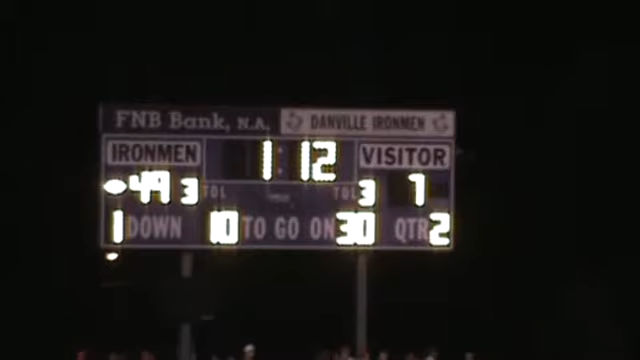 FNB Bank, N.A. DANVILLE IRONMEN
IRONMEN 1:12 VISITOR
49 3 TOL TOL 3 7
1 DOWN 10 TO GO ON 30 QTR 2